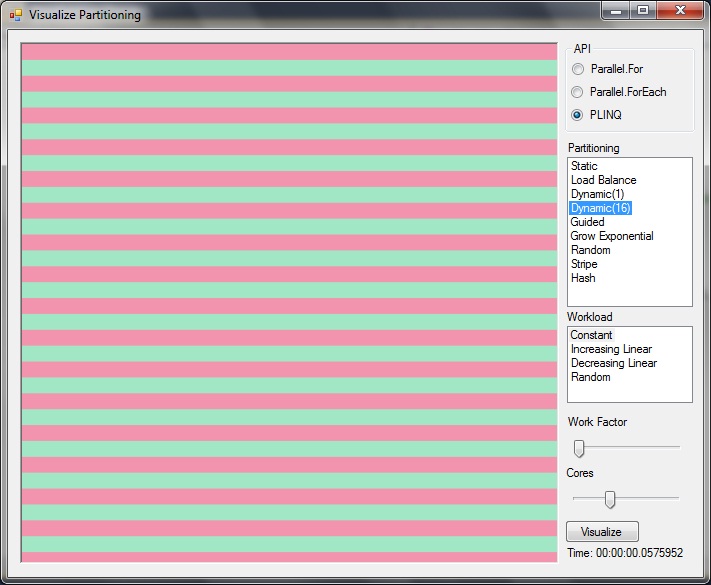 Visualize Partitioning
API
Parallel.For
Parallel.ForEach
PLINQ
Partitioning
Static
Load Balance
Dynamic(1)
Dynamic(16)
Guided
Grow Exponential
Random
Stripe
Hash
Workload
Constant
Increasing Linear
Decreasing Linear
Random
Work Factor
Cores
Visualize
Time: 00:00:00.0575952